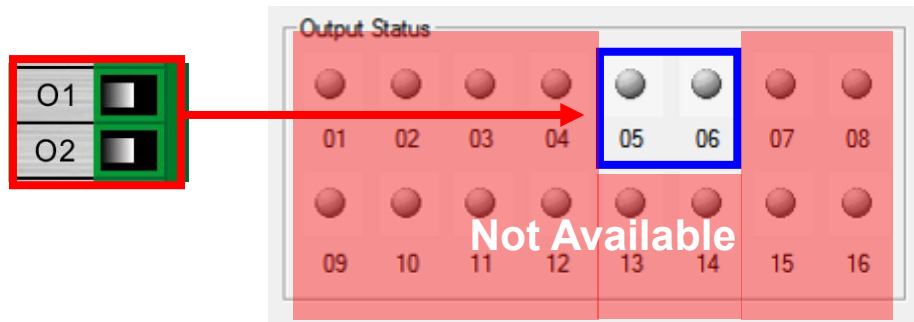 Output Status
O1
O2
01 02 03 04 05 06 07 08
Not Available
09 10 11 12 13 14 15 16